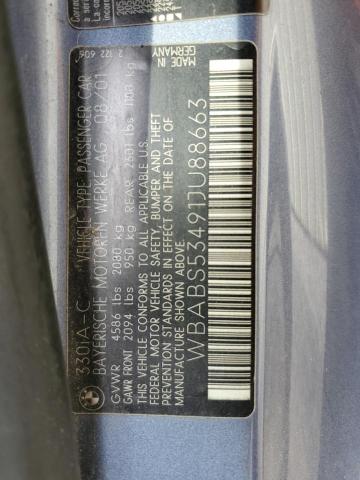 330iA-C VEHICLE TYPE PASSENGER CAR
BAYERISCHE MOTOREN WERKE AG 08/01
GVWR 4586 lbs 2080 kg
GAWR FRONT 2094 lbs 950 kg REAR 2601 lbs 1180 kg
THIS VEHICLE CONFORMS TO ALL APPLICABLE U.S.
FEDERAL MOTOR VEHICLE SAFETY, BUMPER AND THEFT
PREVENTION STANDARDS IN EFFECT ON THE DATE OF
MANUFACTURE SHOWN ABOVE.
WBABS53491JU88663
MADE IN
GERMANY